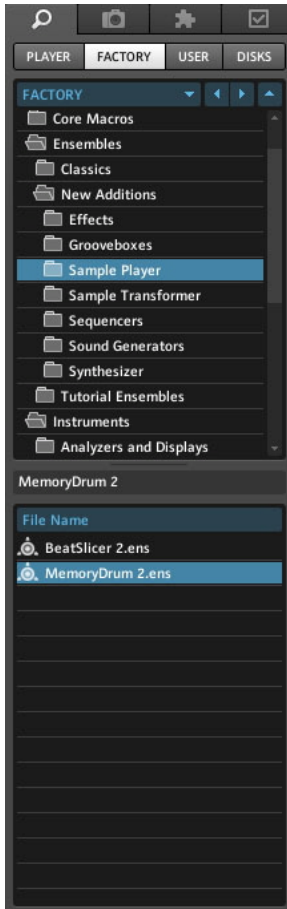 PLAYER FACTORY USER DISKS
FACTORY
Core Macros
Ensembles
Classics
New Additions
Effects
Grooveboxes
Sample Player
Sample Transformer
Sequencers
Sound Generators
Synthesizer
Tutorial Ensembles
Instruments
Analyzers and Displays
MemoryDrum 2
File Name
BeatSlicer 2.ens
MemoryDrum 2.ens